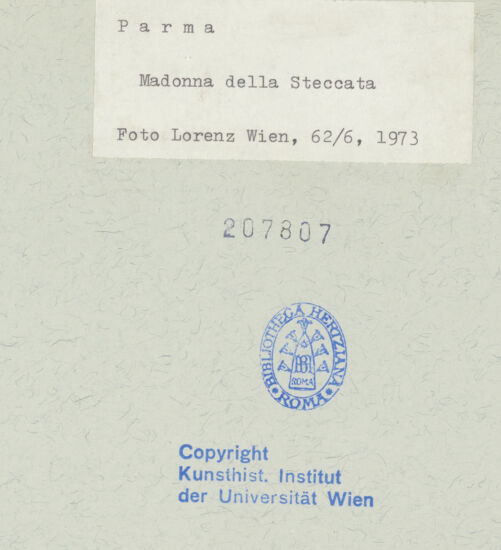 Parma
Madonna della Steccata
Foto Lorenz Wien, 62/6, 1973
207807
BIBLIOTHECA HERTZIANA
ROMA
ROMA
Copyright
Kunsthist. Institut
der Universität Wien